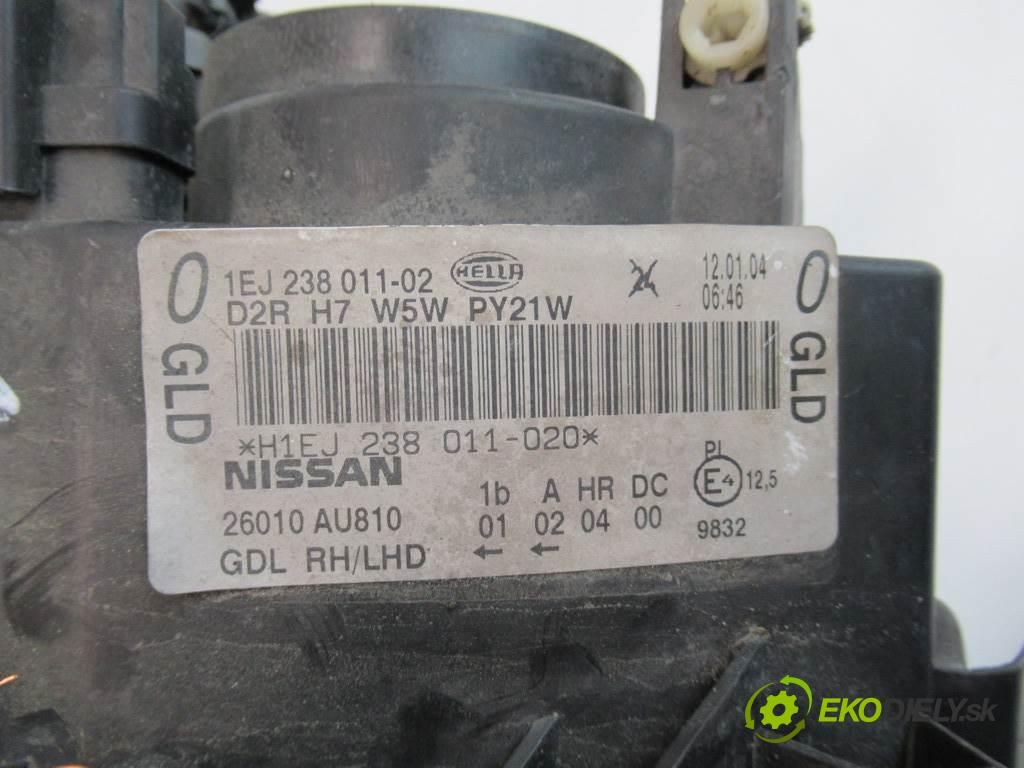 0 GLD
1EJ 238 011-02 HELLA 24 12.01.04
D2R H7 W5W PY21W 06:46
0 GLD
*H1EJ 238 011-020*
NISSAN
26010 AU810
GDL RH/LHD
1b A HR DC
01 02 04 00
← ←
PL
E4 12,5
9832
EKODIELY.sk